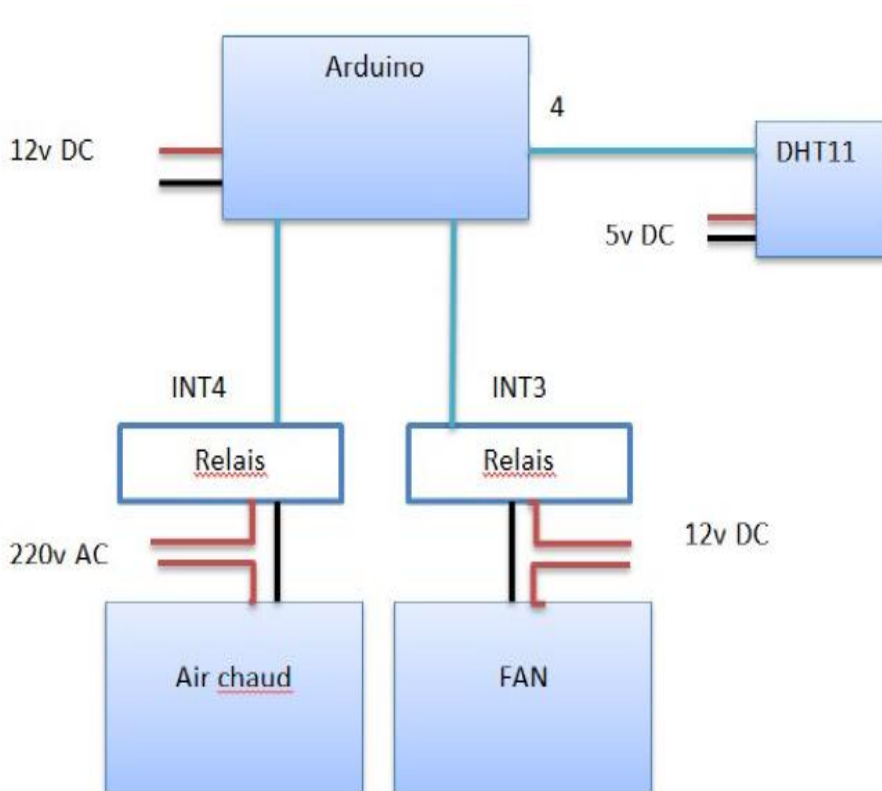 Arduino
4
12v DC
DHT11
5v DC
INT4
INT3
Relais
Relais
220v AC
12v DC
Air chaud
FAN